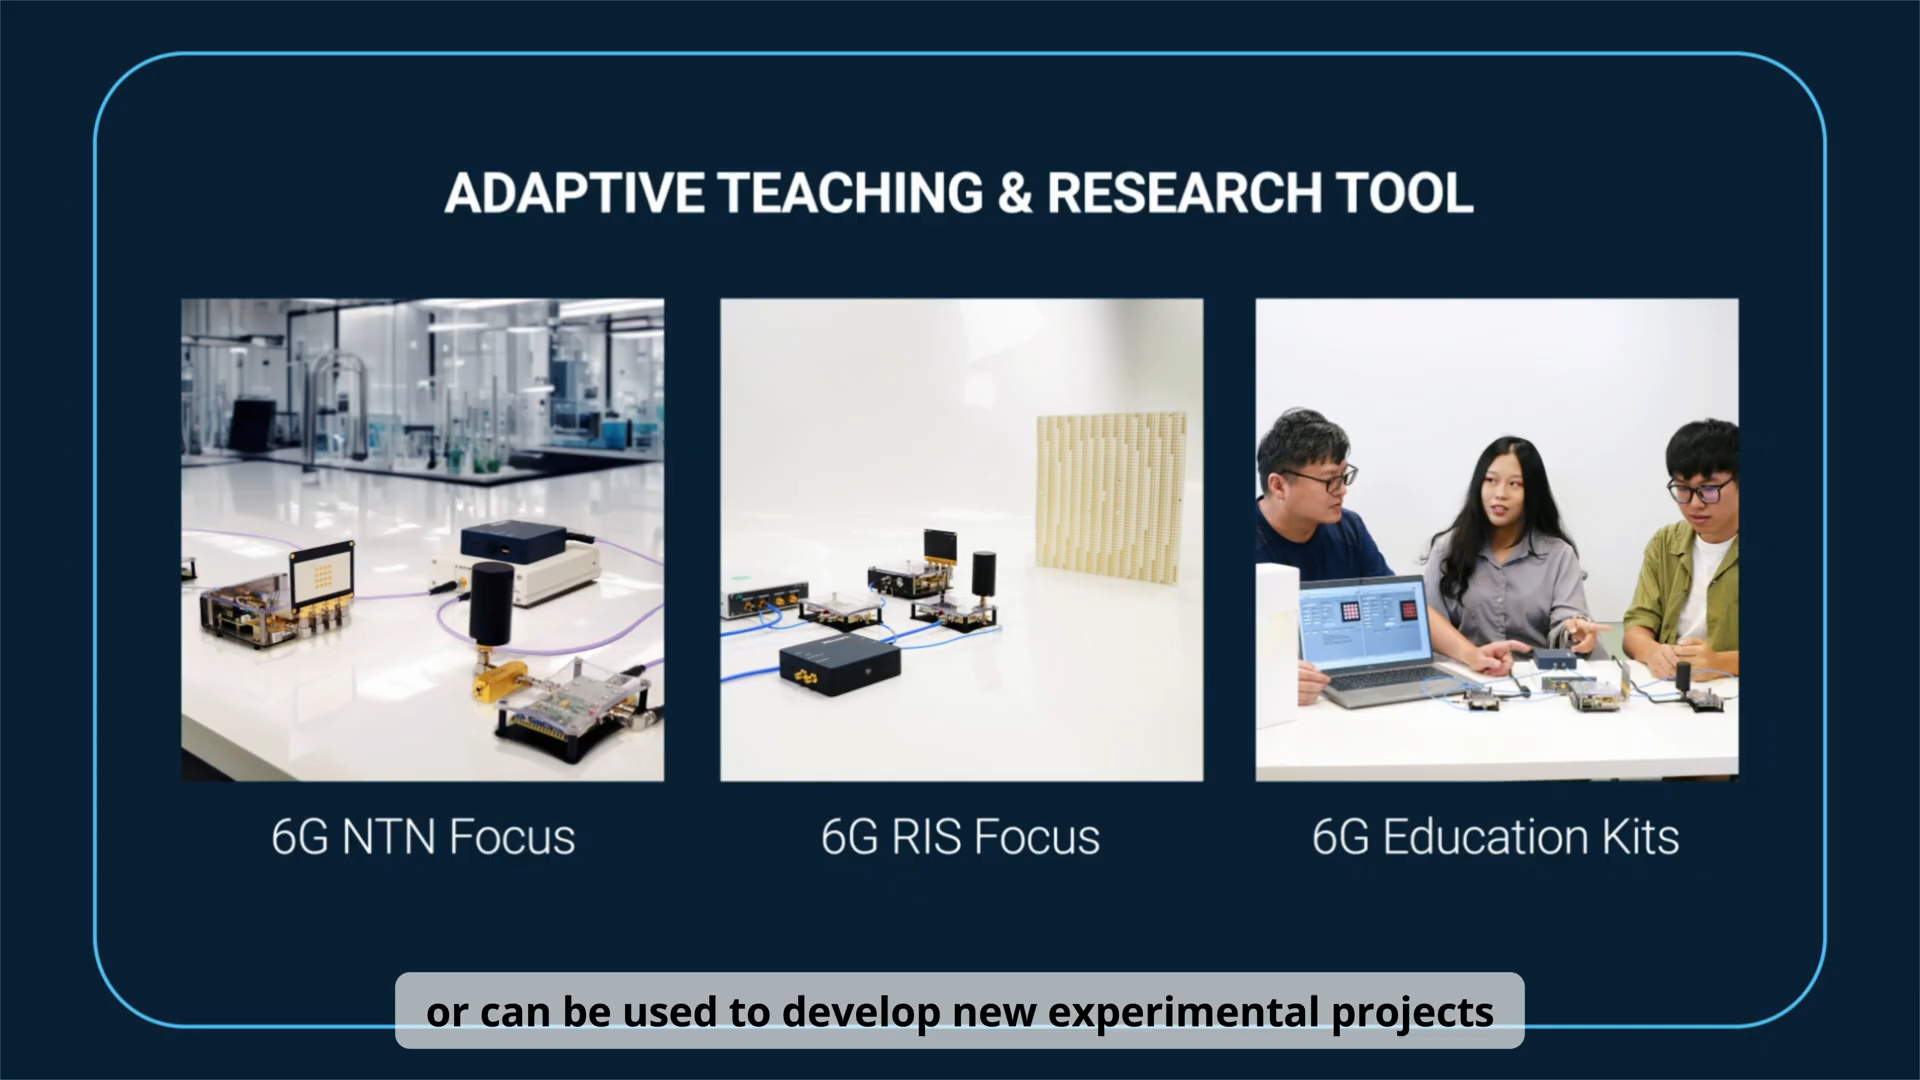 ADAPTIVE TEACHING & RESEARCH TOOL
6G NTN Focus
6G RIS Focus
6G Education Kits
or can be used to develop new experimental projects